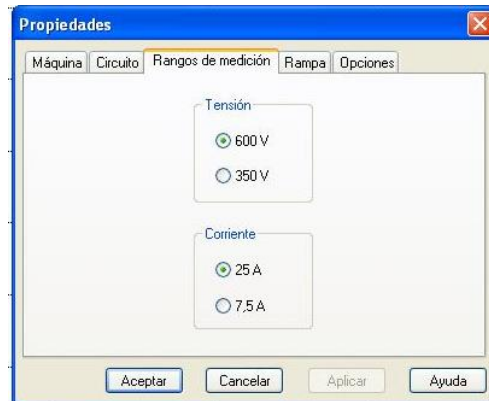 Propiedades
Máquina Circuito Rangos de medición Rampa Opciones
Tensión
600 V
350 V
Corriente
25 A
7,5 A
Aceptar Cancelar Aplicar Ayuda